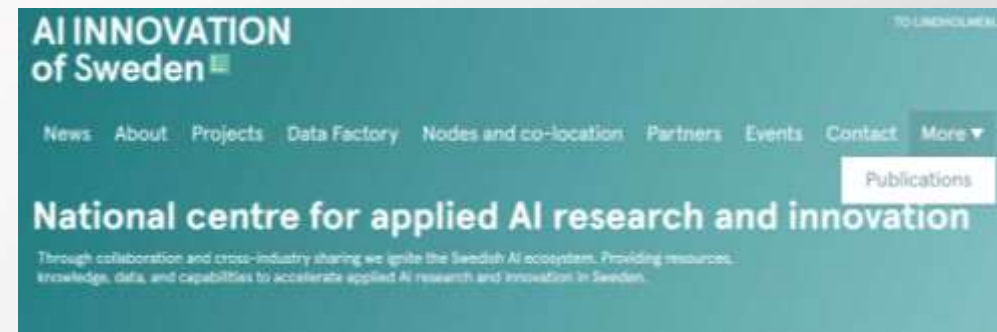 AI INNOVATION
of Sweden
TO LINDHOLMEN
News About Projects Data Factory Nodes and co-location Partners Events Contact More ▼
Publications
National centre for applied AI research and innovation
Through collaboration and cross-industry sharing we ignite the Swedish AI ecosystem. Providing resources,
knowledge, data, and capabilities to accelerate applied AI research and innovation in Sweden.